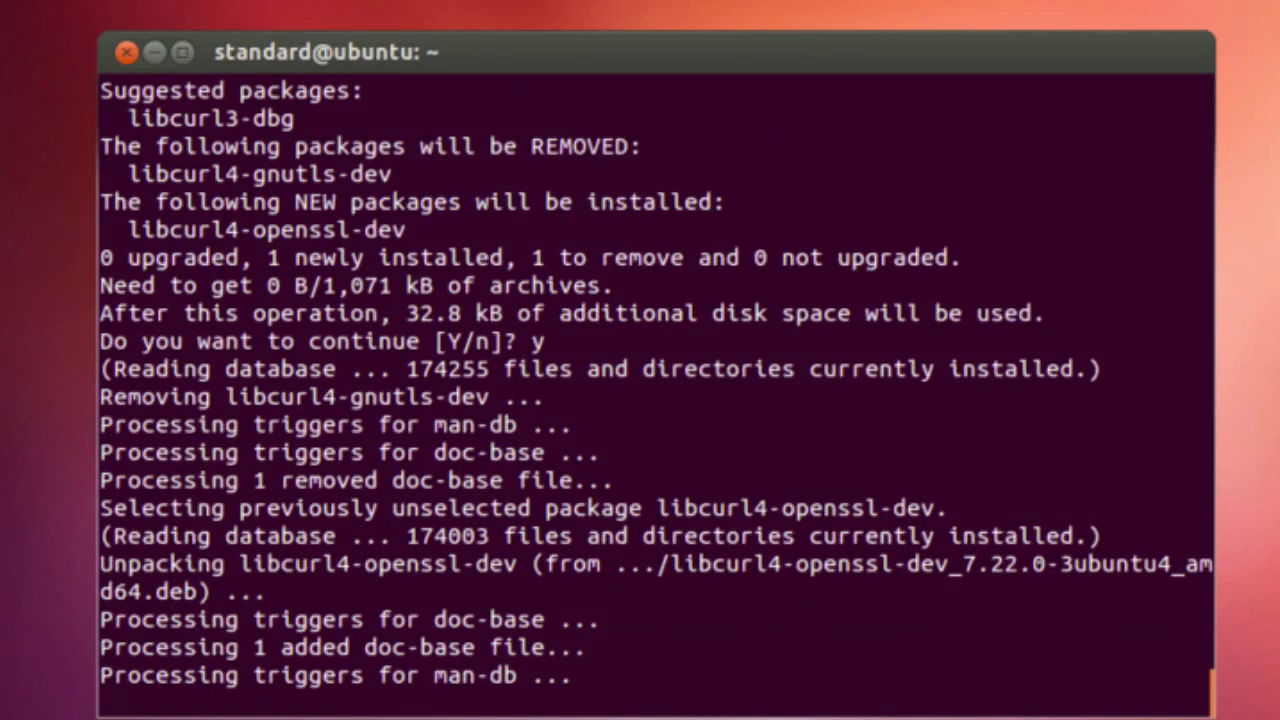 standard@ubuntu: ~
Suggested packages:
libcurl3-dbg
The following packages will be REMOVED:
libcurl4-gnutls-dev
The following NEW packages will be installed:
libcurl4-openssl-dev
0 upgraded, 1 newly installed, 1 to remove and 0 not upgraded.
Need to get 0 B/1,071 kB of archives.
After this operation, 32.8 kB of additional disk space will be used.
Do you want to continue [Y/n]? y
(Reading database ... 174255 files and directories currently installed.)
Removing libcurl4-gnutls-dev ...
Processing triggers for man-db ...
Processing triggers for doc-base ...
Processing 1 removed doc-base file...
Selecting previously unselected package libcurl4-openssl-dev.
(Reading database ... 174003 files and directories currently installed.)
Unpacking libcurl4-openssl-dev (from .../libcurl4-openssl-dev_7.22.0-3ubuntu4_am
d64.deb) ...
Processing triggers for doc-base ...
Processing 1 added doc-base file...
Processing triggers for man-db ...